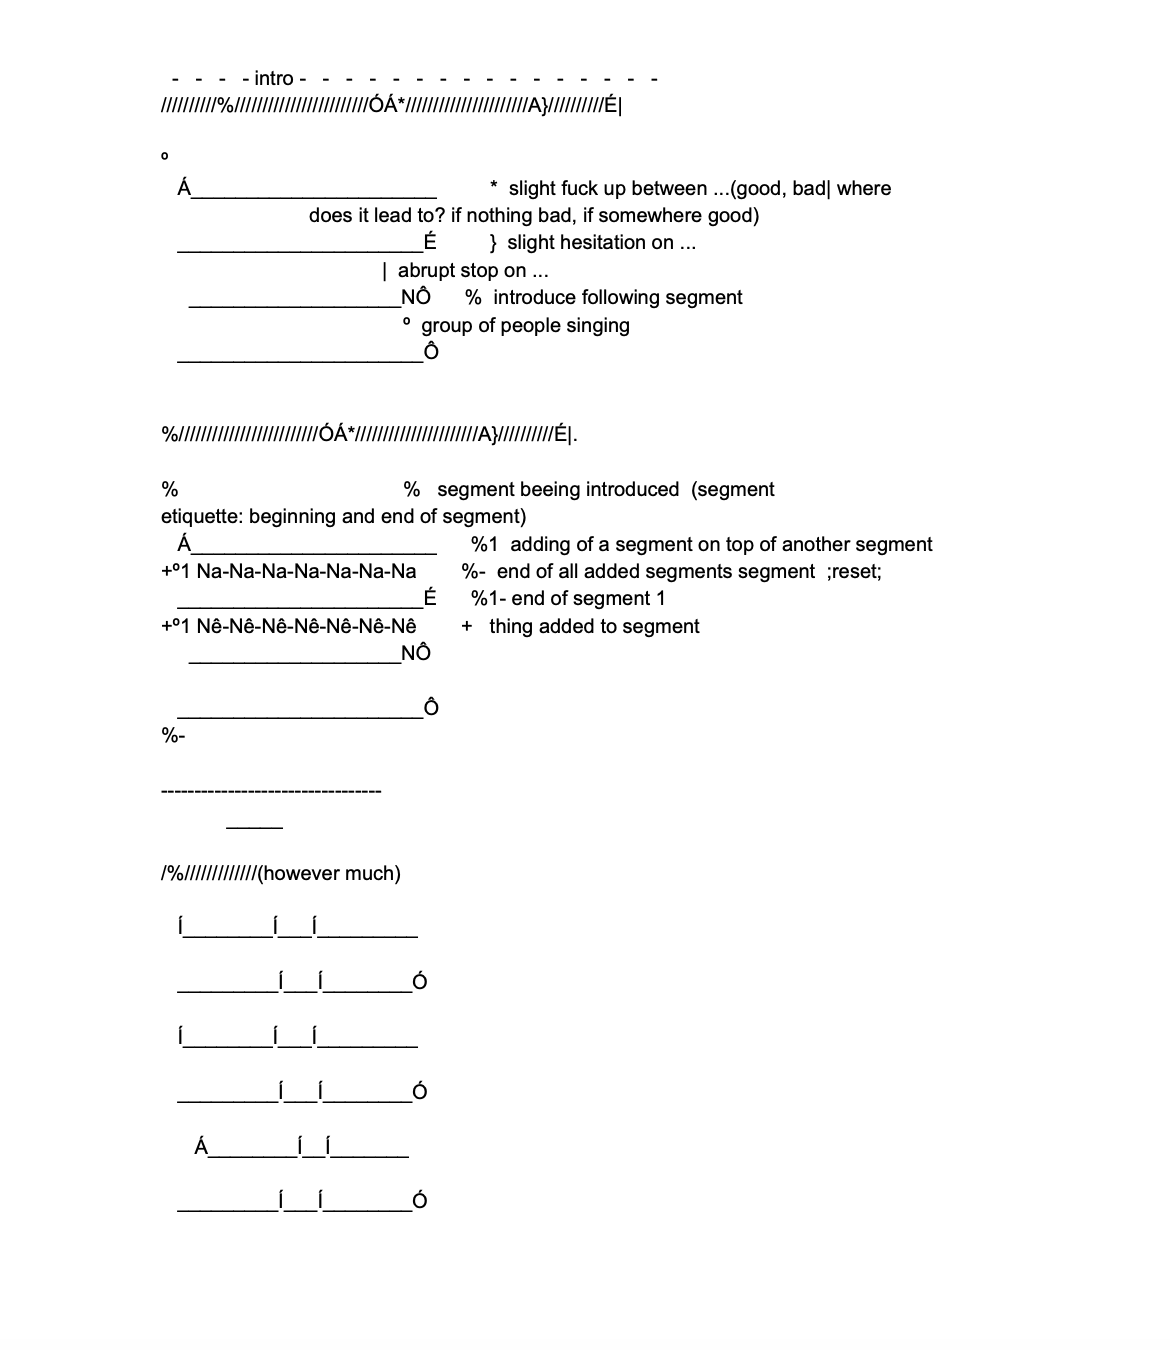 - - - - intro - - - - - - - - - - - - - - - -
//////////%////////////////////////ÓÁ*//////////////////////A}//////////É|
º
Á______________________ * slight fuck up between ...(good, bad| where
does it lead to? if nothing bad, if somewhere good)
______________________É } slight hesitation on ...
| abrupt stop on ...
___________________NÔ % introduce following segment
º group of people singing
______________________Ô
%/////////////////////////ÓÁ*//////////////////////A}//////////É|.
% % segment beeing introduced (segment
etiquette: beginning and end of segment)
Á______________________ %1 adding of a segment on top of another segment
+º1 Na-Na-Na-Na-Na-Na-Na %- end of all added segments segment ;reset;
______________________É %1- end of segment 1
+º1 Nê-Nê-Nê-Nê-Nê-Nê-Nê + thing added to segment
___________________NÔ
______________________Ô
%-
---------------------------------
_____
/%/////////////(however much)
Í________Í___Í_________
_________Í___Í________Ó
Í________Í___Í_________
_________Í___Í________Ó
Á________Í__Í_______
_________Í___Í________Ó